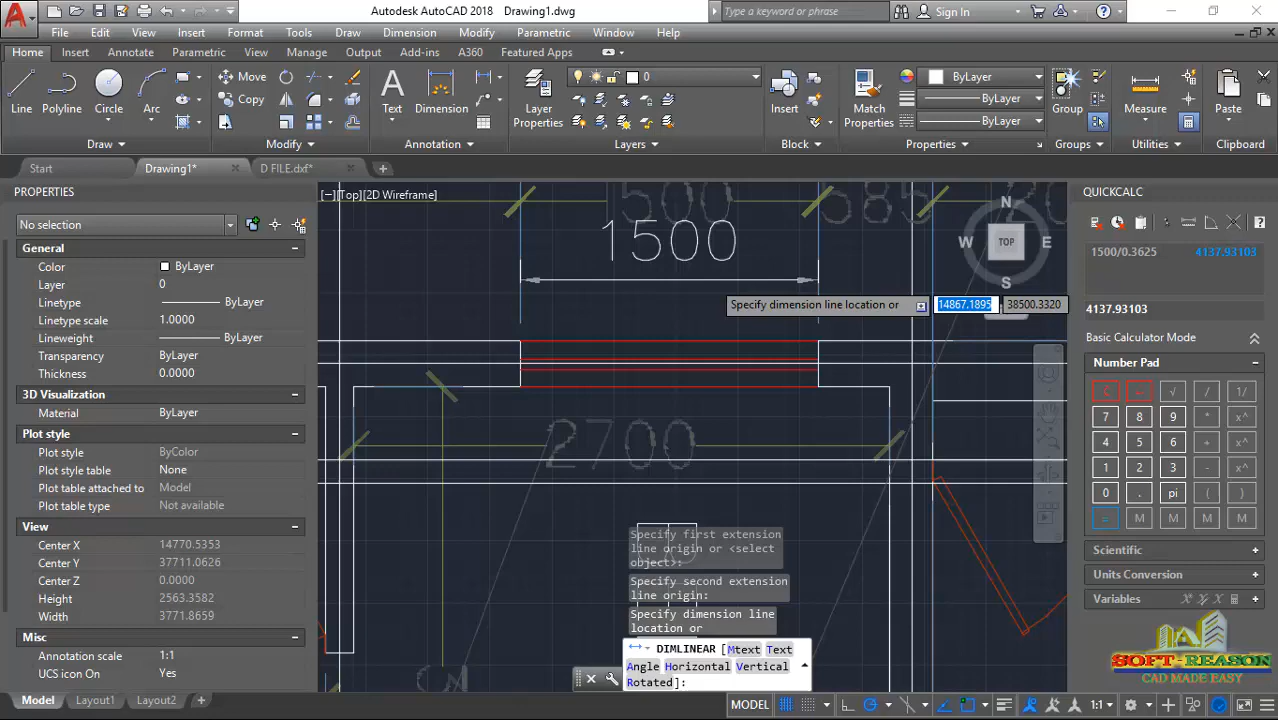 Autodesk AutoCAD 2018 Drawing1.dwg
Type a keyword or phrase
Sign In
File Edit View Insert Format Tools Draw Dimension Modify Parametric Window Help
Home Insert Annotate Parametric View Manage Output Add-ins A360 Featured Apps
Line
Polyline
Circle
Arc
Move
Copy
Text
Dimension
Layer
Properties
0
Insert
Match
Properties
ByLayer
ByLayer
ByLayer
Group
Measure
Paste
Draw Modify Annotation Layers Block Properties Groups Utilities Clipboard
Start Drawing1* D FILE.dxf*
PROPERTIES
No selection
General
Color ByLayer
Layer 0
Linetype ByLayer
Linetype scale 1.0000
Lineweight ByLayer
Transparency ByLayer
Thickness 0.0000
3D Visualization
Material ByLayer
Plot style
Plot style ByColor
Plot style table None
Plot table attached to Model
Plot table type Not available
View
Center X 14770.5353
Center Y 37711.0626
Center Z 0.0000
Height 2563.3582
Width 3771.8659
Misc
Annotation scale 1:1
UCS icon On Yes
[−][Top][2D Wireframe]
1500
585
1500
2700
N
W TOP E
S
Specify dimension line location or 14867.1895 38500.3320
Specify first extension
line origin or <select
object>:
Specify second extension
line origin:
Specify dimension line
location or
DIMLINEAR [Mtext Text
Angle Horizontal Vertical
Rotated]:
QUICKCALC
1500/0.3625 4137.93103
4137.93103
Basic Calculator Mode
Number Pad
C √ / 1/
7 8 9 * x^
4 5 6 + x^
1 2 3 - x^
0 . pi ( )
= M M M M
Scientific
Units Conversion
Variables
SOFT-REASON
CAD MADE EASY
Model Layout1 Layout2 +
MODEL
1:1